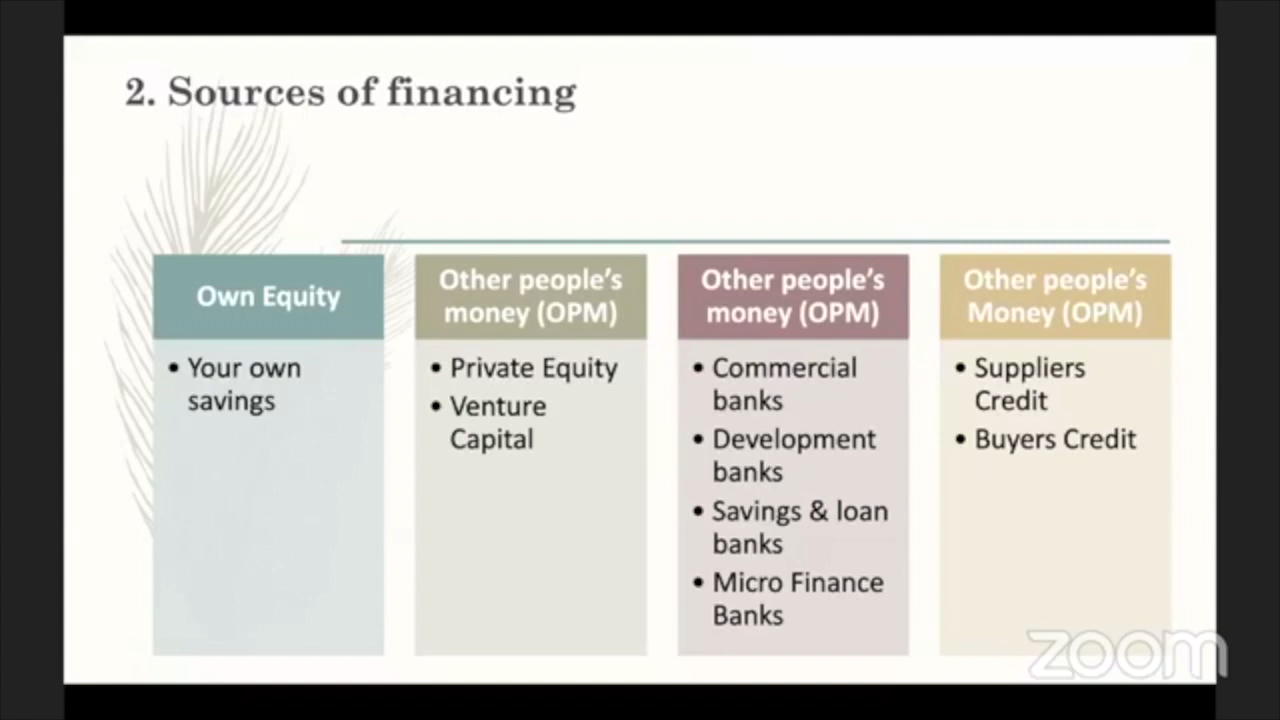 2. Sources of financing
Own Equity
• Your own
savings
Other people’s
money (OPM)
• Private Equity
• Venture
Capital
Other people’s
money (OPM)
• Commercial
banks
• Development
banks
• Savings & loan
banks
• Micro Finance
Banks
Other people’s
Money (OPM)
• Suppliers
Credit
• Buyers Credit
zoom